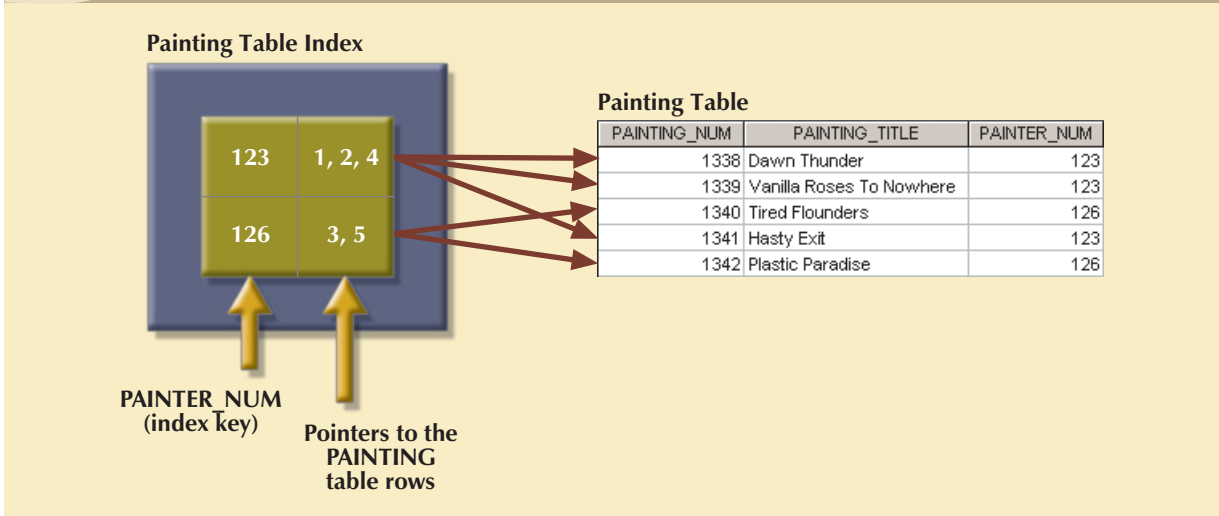 Painting Table Index
123 1, 2, 4
126 3, 5
PAINTER_NUM
(index key)
Pointers to the
PAINTING
table rows
Painting Table
PAINTING_NUM PAINTING_TITLE PAINTER_NUM
1338 Dawn Thunder 123
1339 Vanilla Roses To Nowhere 123
1340 Tired Flounders 126
1341 Hasty Exit 123
1342 Plastic Paradise 126